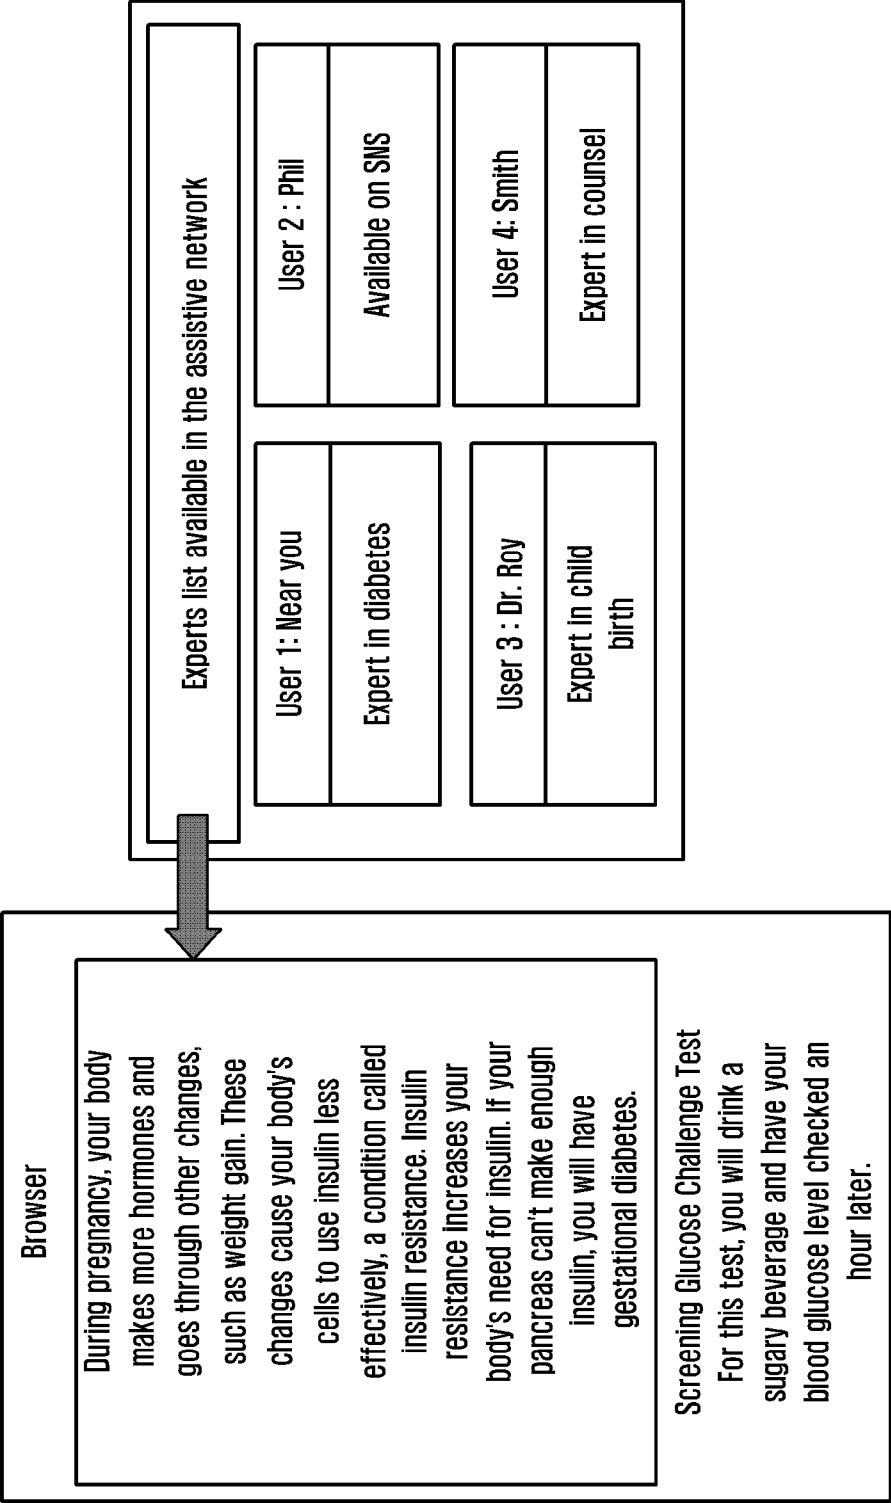 Browser
During pregnancy, your body
makes more hormones and
goes through other changes,
such as weight gain. These
changes cause your body's
cells to use insulin less
effectively, a condition called
insulin resistance. Insulin
resistance increases your
body's need for insulin. If your
pancreas can't make enough
insulin, you will have
gestational diabetes.
Screening Glucose Challenge Test
For this test, you will drink a
sugary beverage and have your
blood glucose level checked an
hour later.
Experts list available in the assistive network
User 1: Near you
Expert in diabetes
User 2 : Phil
Available on SNS
User 3 : Dr. Roy
Expert in child
birth
User 4: Smith
Expert in counsel